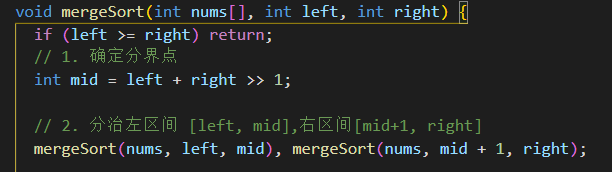 void mergeSort(int nums[], int left, int right) {
if (left >= right) return;
// 1. 确定分界点
int mid = left + right >> 1;
// 2. 分治左区间 [left, mid],右区间[mid+1, right]
mergeSort(nums, left, mid), mergeSort(nums, mid + 1, right);